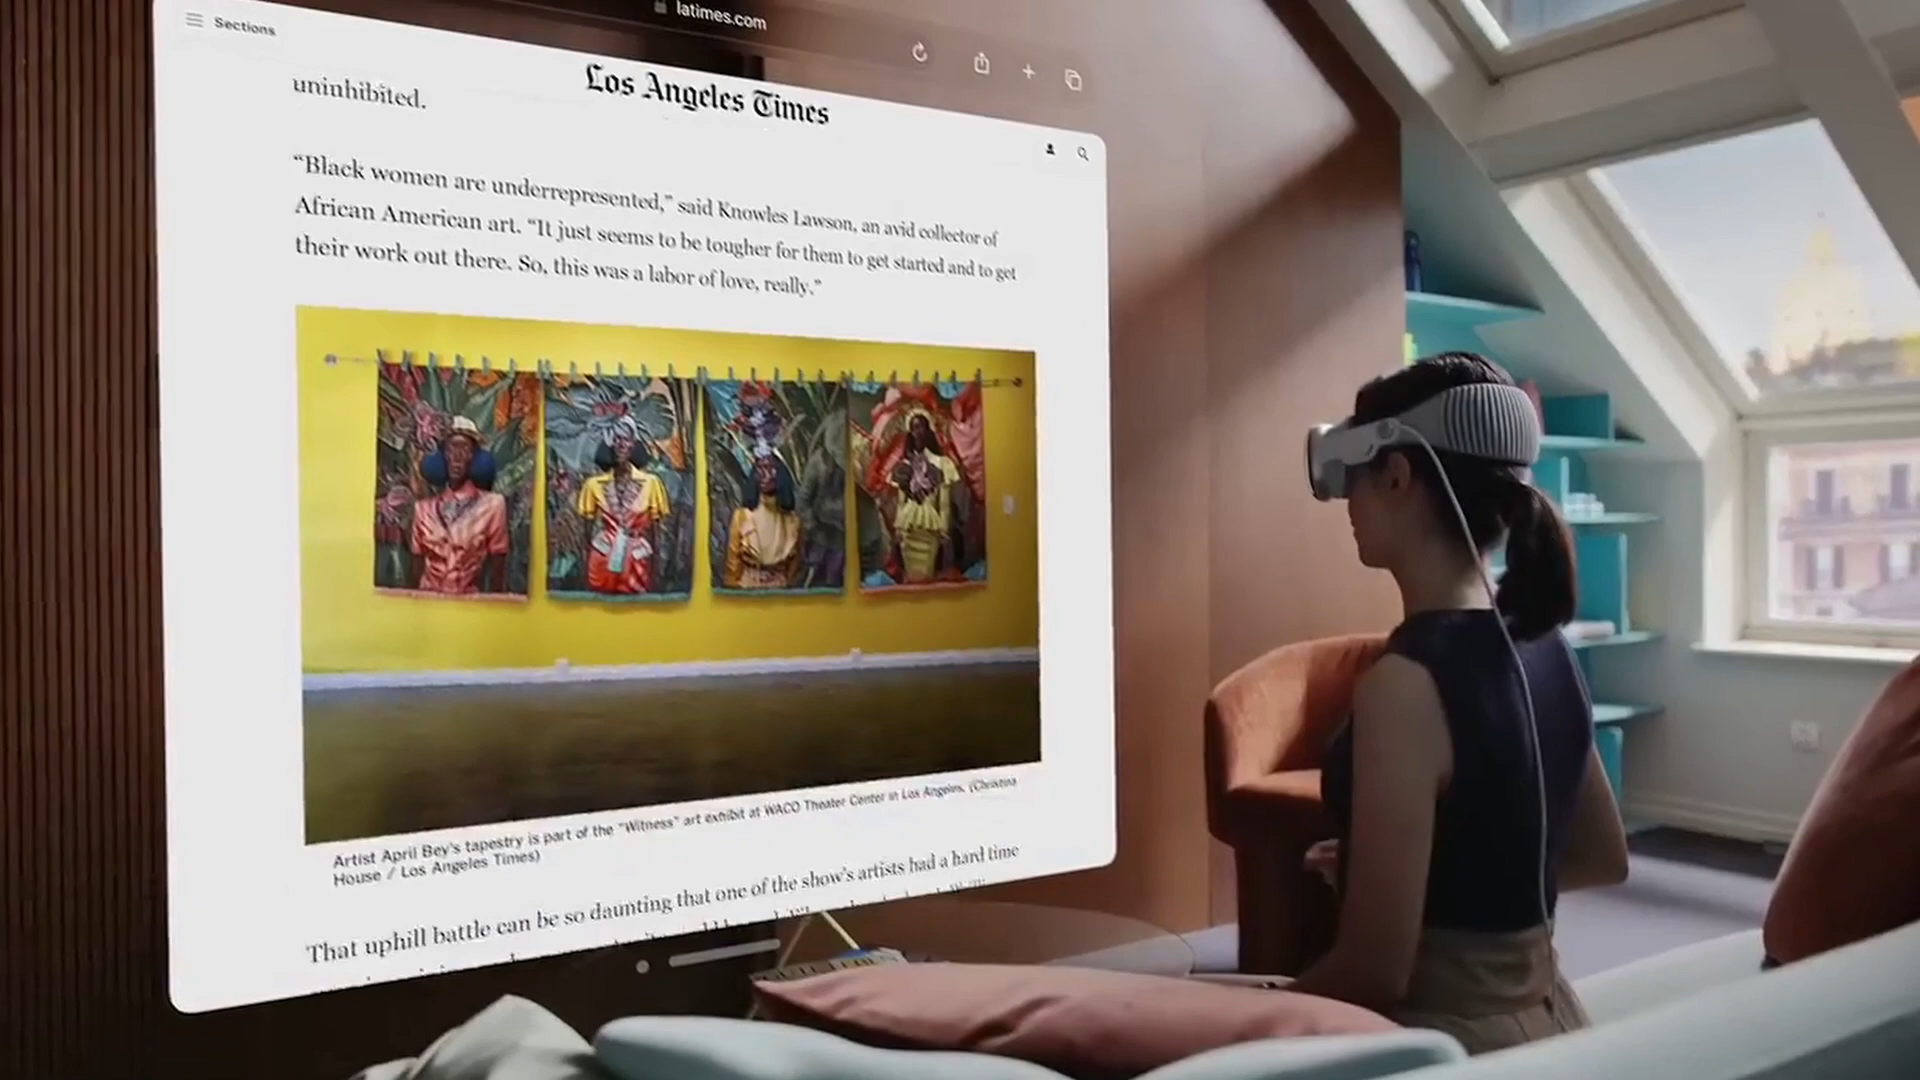 latimes.com
Sections
Los Angeles Times
uninhibited.
“Black women are underrepresented,” said Knowles Lawson, an avid collector of
African American art. “It just seems to be tougher for them to get started and to get
their work out there. So, this was a labor of love, really.”
Artist April Bey's tapestry is part of the “Witness” art exhibit at WACO Theater Center in Los Angeles. (Christina
House / Los Angeles Times)
That uphill battle can be so daunting that one of the show's artists had a hard time